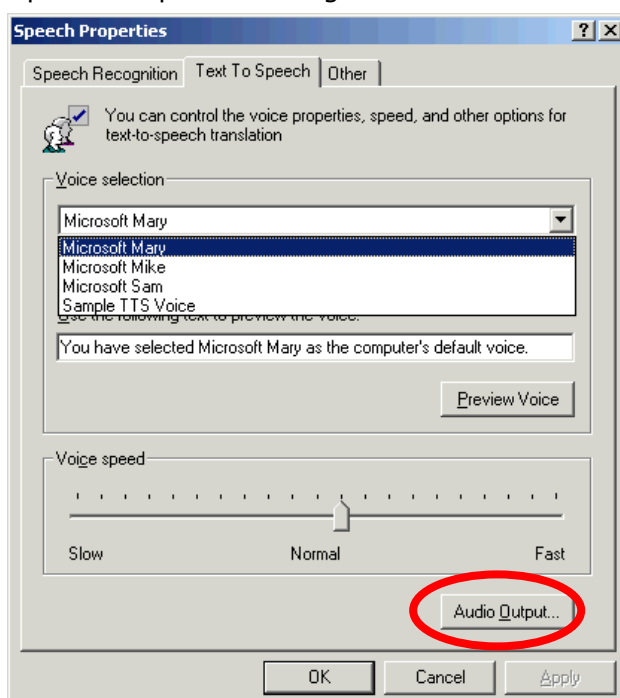 Speech Properties
Speech Recognition Text To Speech Other
You can control the voice properties, speed, and other options for
text-to-speech translation
Voice selection
Microsoft Mary
Microsoft Mary
Microsoft Mike
Microsoft Sam
Sample TTS Voice
Use the following text to preview the voice:
You have selected Microsoft Mary as the computer's default voice.
Preview Voice
Voice speed
Slow Normal Fast
Audio Output...
OK Cancel Apply